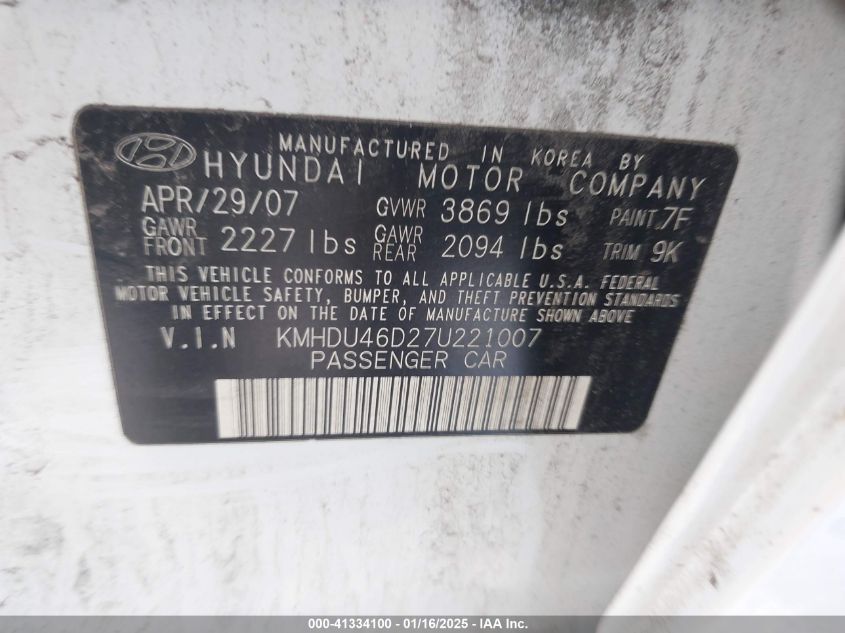 MANUFACTURED IN KOREA BY
HYUNDAI MOTOR COMPANY
APR/29/07 GVWR 3869 lbs PAINT 7F
GAWR FRONT 2227 lbs GAWR REAR 2094 lbs TRIM 9K
THIS VEHICLE CONFORMS TO ALL APPLICABLE U.S.A. FEDERAL
MOTOR VEHICLE SAFETY, BUMPER, AND THEFT PREVENTION STANDARDS
IN EFFECT ON THE DATE OF MANUFACTURE SHOWN ABOVE
V.I.N KMHDU46D27U221007
PASSENGER CAR
000-41334100 - 01/16/2025 - IAA Inc.